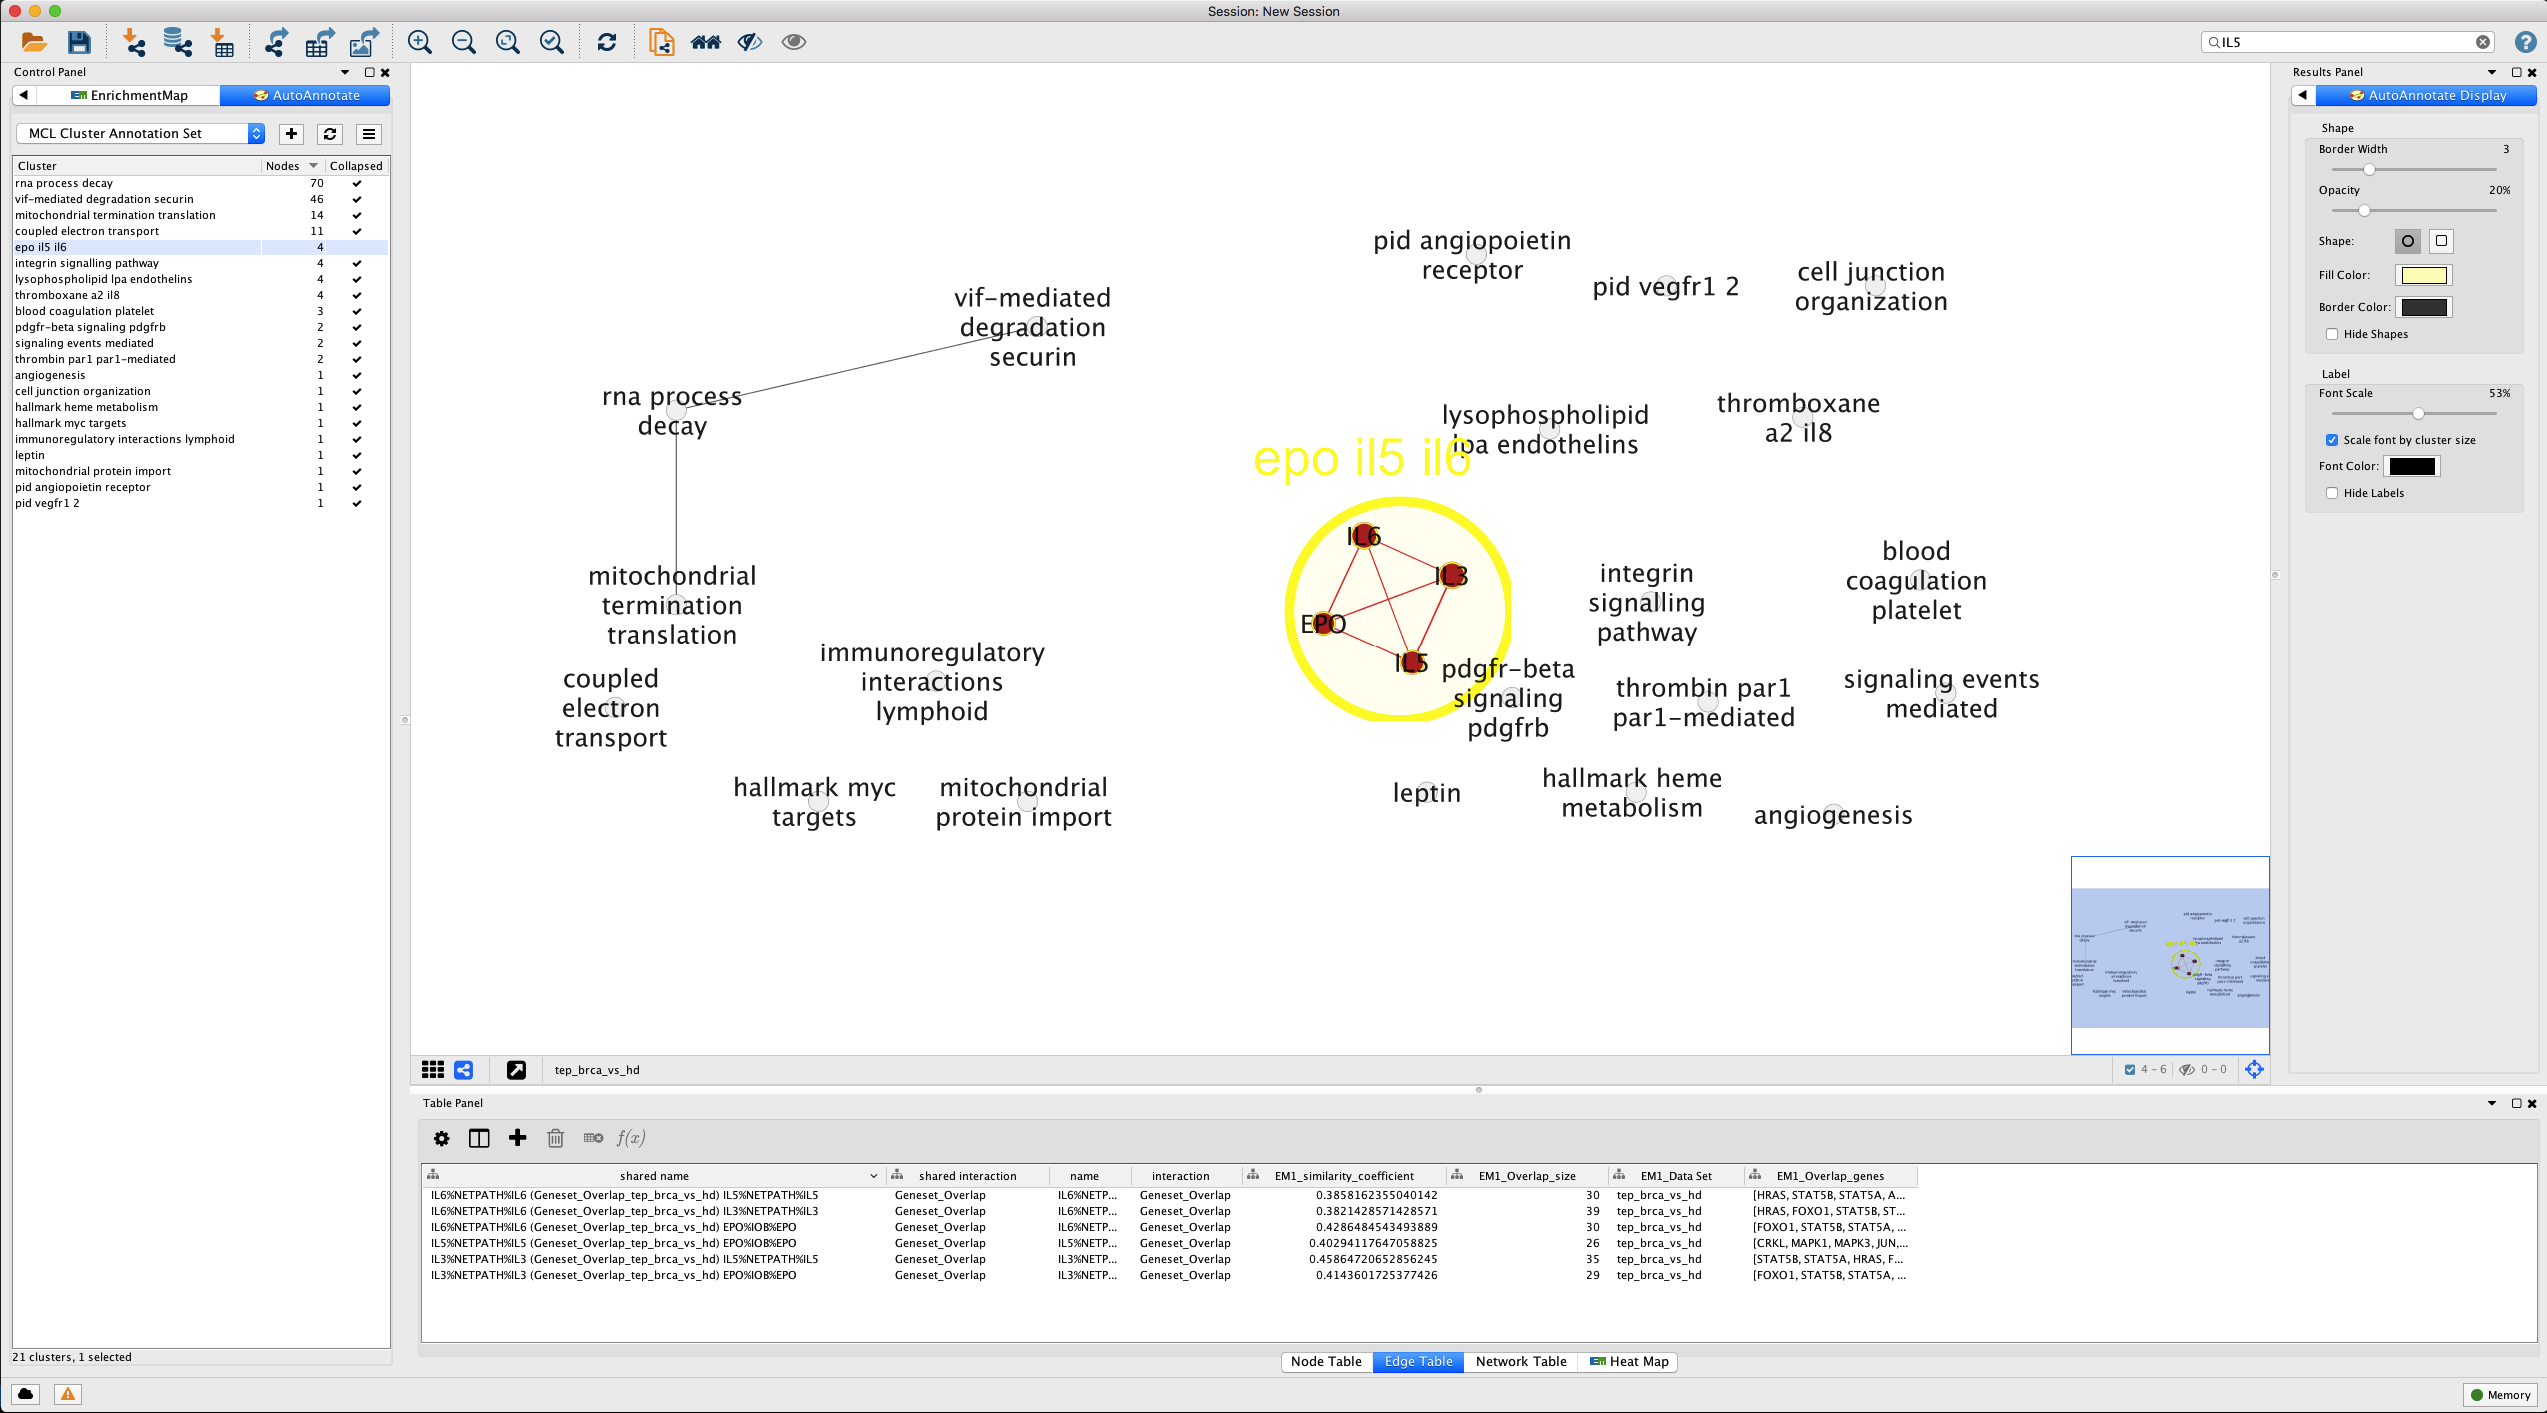 Session: New Session
IL5
Control Panel
EnrichmentMap
AutoAnnotate
MCL Cluster Annotation Set
Cluster Nodes Collapsed
rna process decay 70
vif-mediated degradation securin 46
mitochondrial termination translation 14
coupled electron transport 11
epo il5 il6 4
integrin signalling pathway 4
lysophospholipid lpa endothelins 4
thromboxane a2 il8 4
blood coagulation platelet 3
pdgfr-beta signaling pdgfrb 2
signaling events mediated 2
thrombin par1 par1-mediated 2
angiogenesis 1
cell junction organization 1
hallmark heme metabolism 1
hallmark myc targets 1
immunoregulatory interactions lymphoid 1
leptin 1
mitochondrial protein import 1
pid angiopoietin receptor 1
pid vegfr1 2 1
21 clusters, 1 selected
pid angiopoietin
receptor
pid vegfr1 2
cell junction
organization
vif-mediated
degradation
securin
rna process
decay
lysophospholipid
lpa endothelins
thromboxane
a2 il8
epo il5 il6
IL6
IL3
EPO
IL5
mitochondrial
termination
translation
integrin
signalling
pathway
blood
coagulation
platelet
immunoregulatory
interactions
lymphoid
coupled
electron
transport
pdgfr-beta
signaling
pdgfrb
thrombin par1
par1-mediated
signaling events
mediated
hallmark myc
targets
mitochondrial
protein import
leptin
hallmark heme
metabolism
angiogenesis
tep_brca_vs_hd
4 - 6
0 - 0
Results Panel
AutoAnnotate Display
Shape
Border Width 3
Opacity 20%
Shape:
Fill Color:
Border Color:
Hide Shapes
Label
Font Scale 53%
Scale font by cluster size
Font Color:
Hide Labels
Table Panel
f(x)
shared name shared interaction name interaction EM1_similarity_coefficient EM1_Overlap_size EM1_Data Set EM1_Overlap_genes
IL6%NETPATH%IL6 (Geneset_Overlap_tep_brca_vs_hd) IL5%NETPATH%IL5 Geneset_Overlap IL6%NETP... Geneset_Overlap 0.38581623550401​42 30 tep_brca_vs_hd [HRAS, STAT5B, STAT5A, A...
IL6%NETPATH%IL6 (Geneset_Overlap_tep_brca_vs_hd) IL3%NETPATH%IL3 Geneset_Overlap IL6%NETP... Geneset_Overlap 0.3821428571428571 39 tep_brca_vs_hd [HRAS, FOXO1, STAT5B, ST...
IL6%NETPATH%IL6 (Geneset_Overlap_tep_brca_vs_hd) EPO%IOB%EPO Geneset_Overlap IL6%NETP... Geneset_Overlap 0.4286484543493889 30 tep_brca_vs_hd [FOXO1, STAT5B, STAT5A, ...
IL5%NETPATH%IL5 (Geneset_Overlap_tep_brca_vs_hd) EPO%IOB%EPO Geneset_Overlap IL5%NETP... Geneset_Overlap 0.40294117647058825 26 tep_brca_vs_hd [CRKL, MAPK1, MAPK3, JUN,...
IL3%NETPATH%IL3 (Geneset_Overlap_tep_brca_vs_hd) IL5%NETPATH%IL5 Geneset_Overlap IL3%NETP... Geneset_Overlap 0.45864720652856245 35 tep_brca_vs_hd [STAT5B, STAT5A, HRAS, F...
IL3%NETPATH%IL3 (Geneset_Overlap_tep_brca_vs_hd) EPO%IOB%EPO Geneset_Overlap IL3%NETP... Geneset_Overlap 0.4143601725377426 29 tep_brca_vs_hd [FOXO1, STAT5B, STAT5A, ...
Node Table
Edge Table
Network Table
Heat Map
Memory